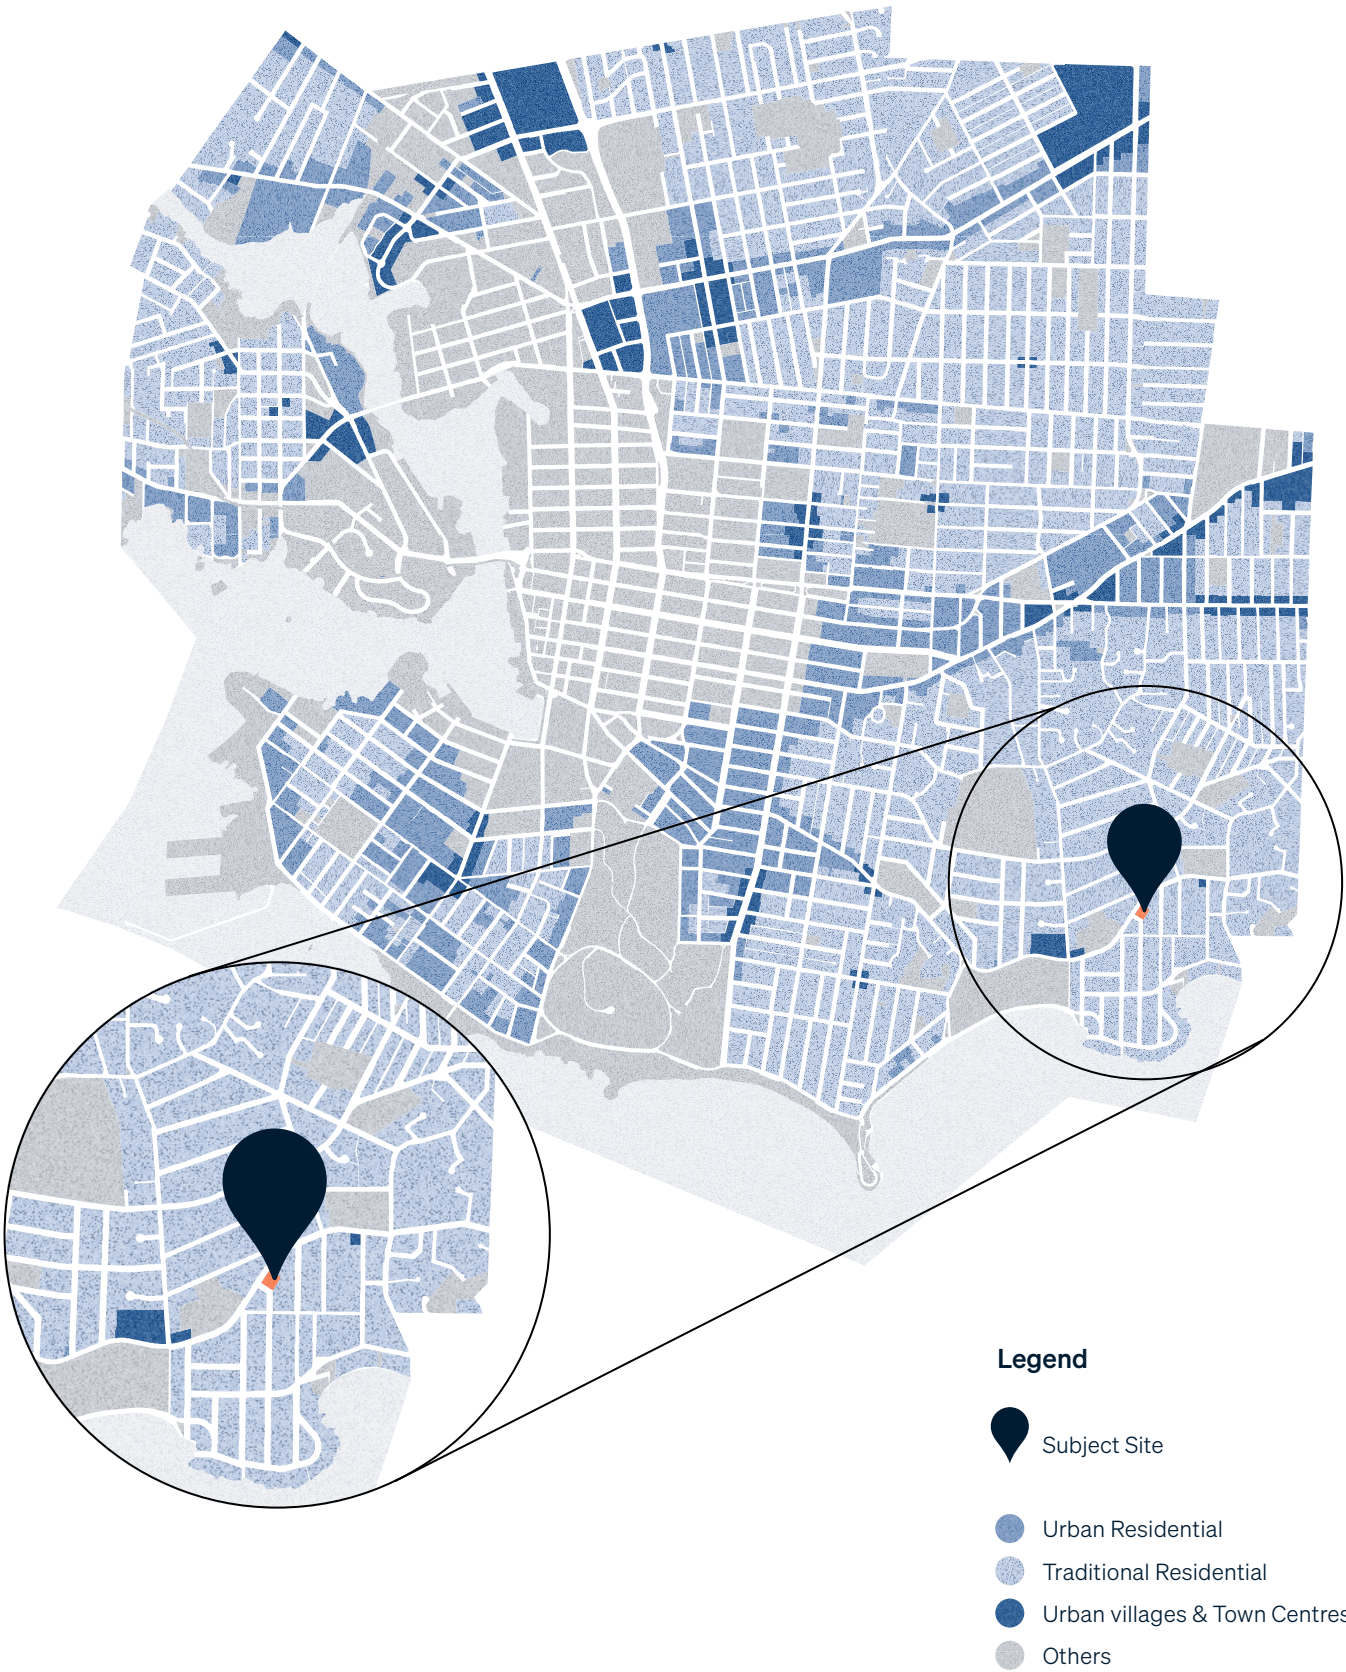 Legend
Subject Site
Urban Residential
Traditional Residential
Urban villages & Town Centres
Others